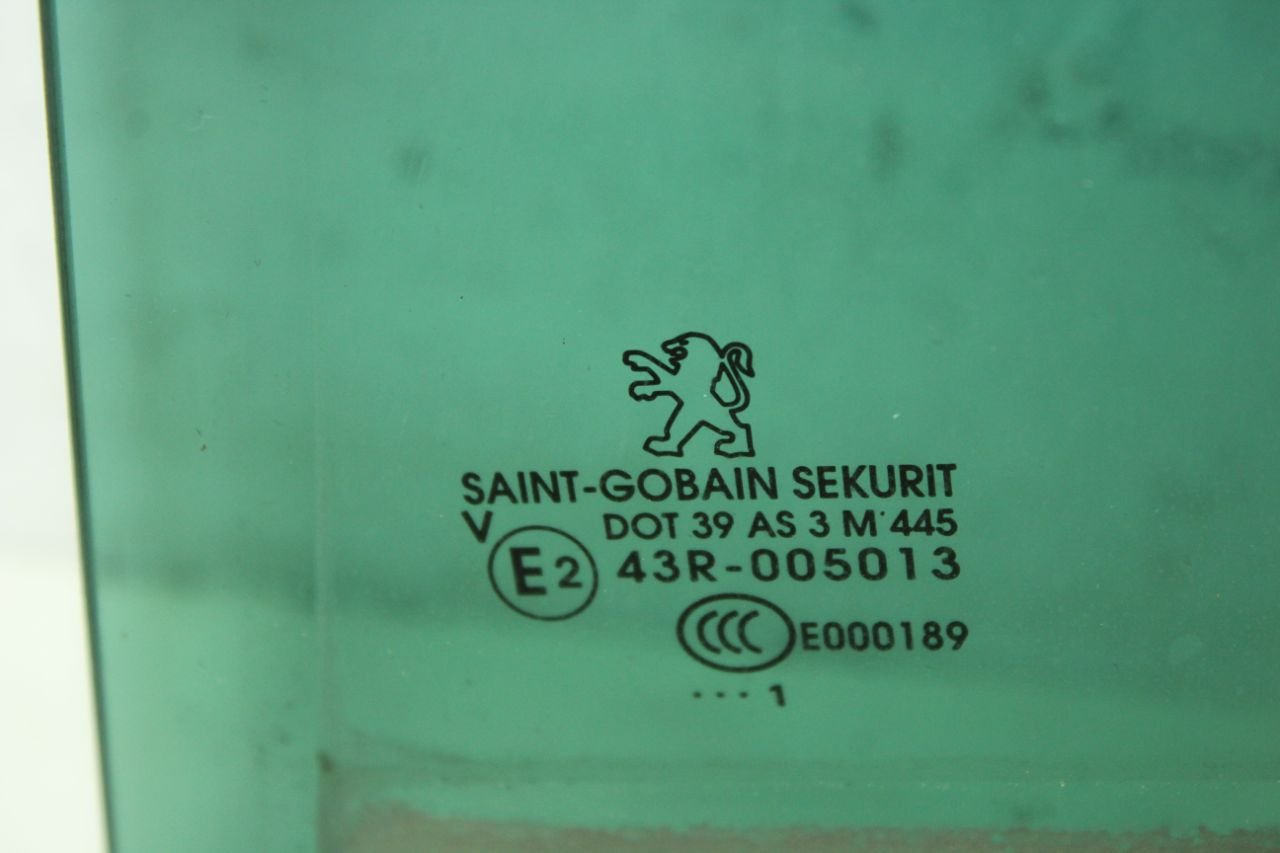 SAINT-GOBAIN SEKURIT
V DOT 39 AS 3 M 445
E2 43R-005013
CCC E000189
... 1